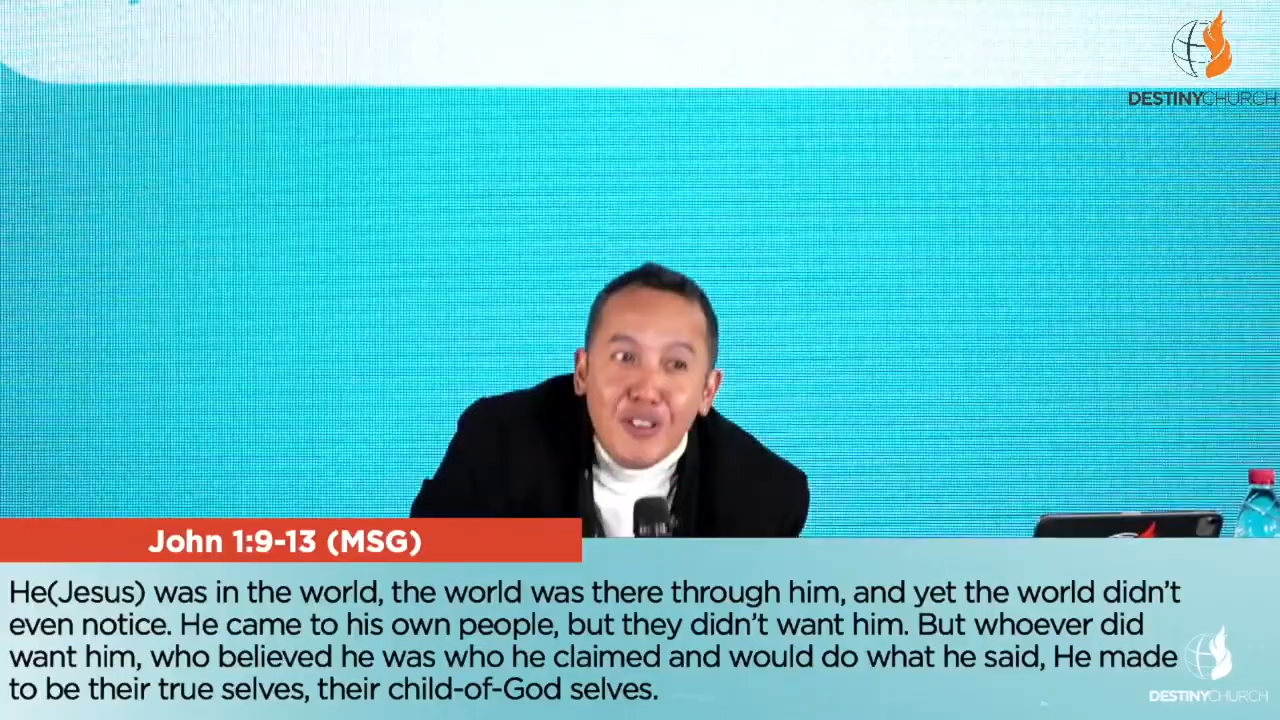 DESTINYCHURCH
John 1:9-13 (MSG)
He(Jesus) was in the world, the world was there through him, and yet the world didn't
even notice. He came to his own people, but they didn't want him. But whoever did
want him, who believed he was who he claimed and would do what he said, He made
to be their true selves, their child-of-God selves.
DESTINYCHURCH